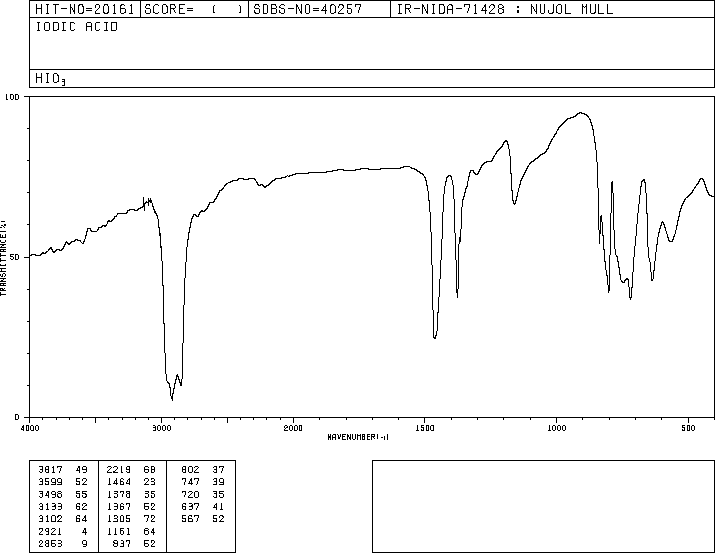 HIT-NO=20161 SCORE= ( ) SDBS-NO=40257 IR-NIDA-71428 : NUJOL MULL
IODIC ACID
HIO3
100
50
0
TRANSMITTANCE(%)
4000 3000 2000 1500 1000 500
WAVENUMBER(-1)
3817 49 2219 68 802 37
3599 52 1464 23 747 39
3498 55 1378 35 720 35
3139 62 1367 52 637 41
3102 64 1305 72 567 52
2921 4 1161 64
2853 9 837 52